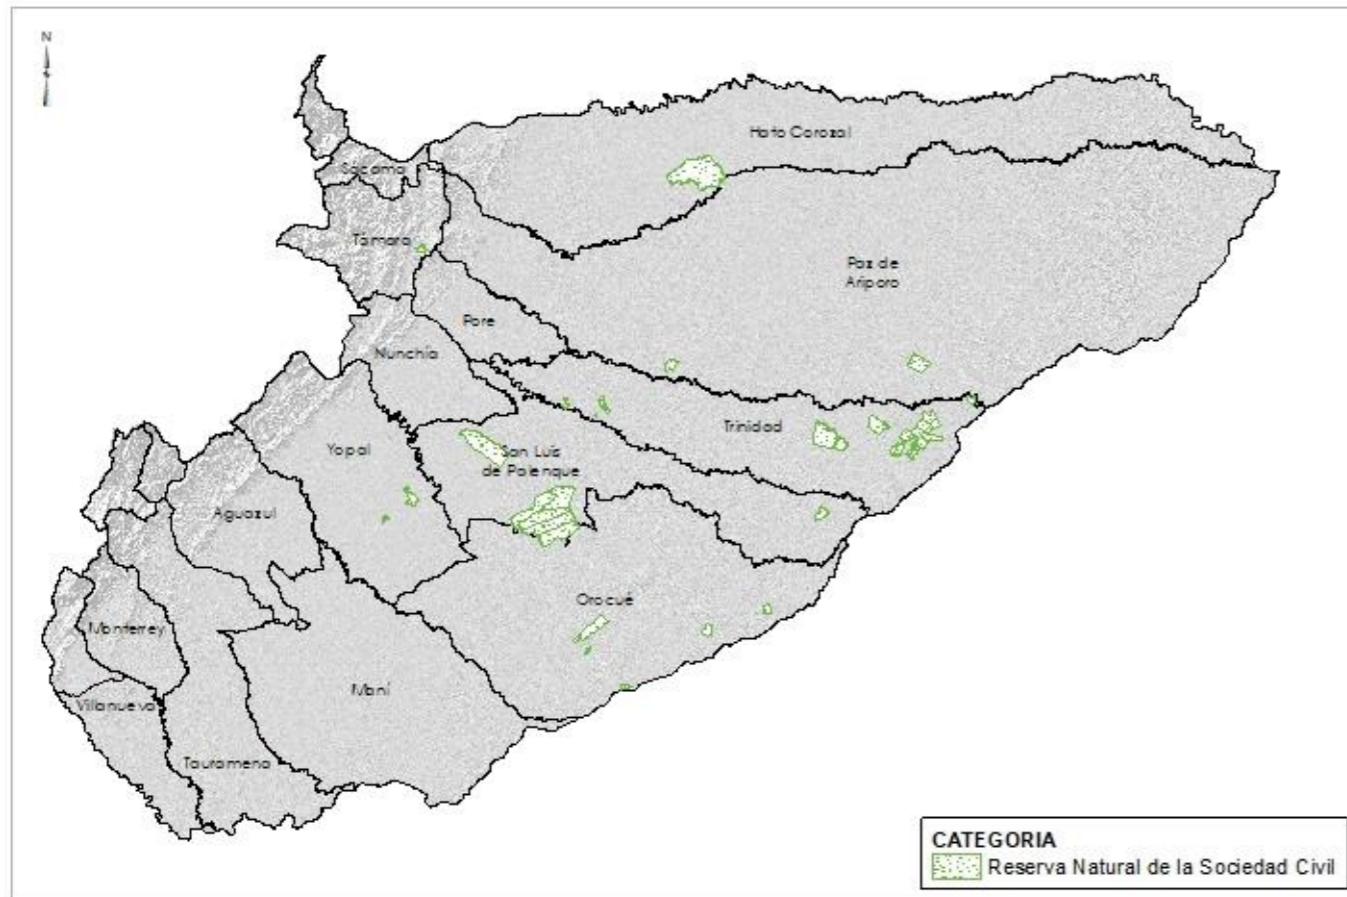 N
Hato Corozal
Sácama
Támara
Paz de
Ariporo
Pore
Nunchía
Trinidad
Yopal
San Luís
de Palenque
Aguazul
Orocué
Monterrey
Maní
Villanueva
Tauramena
CATEGORIA
Reserva Natural de la Sociedad Civil